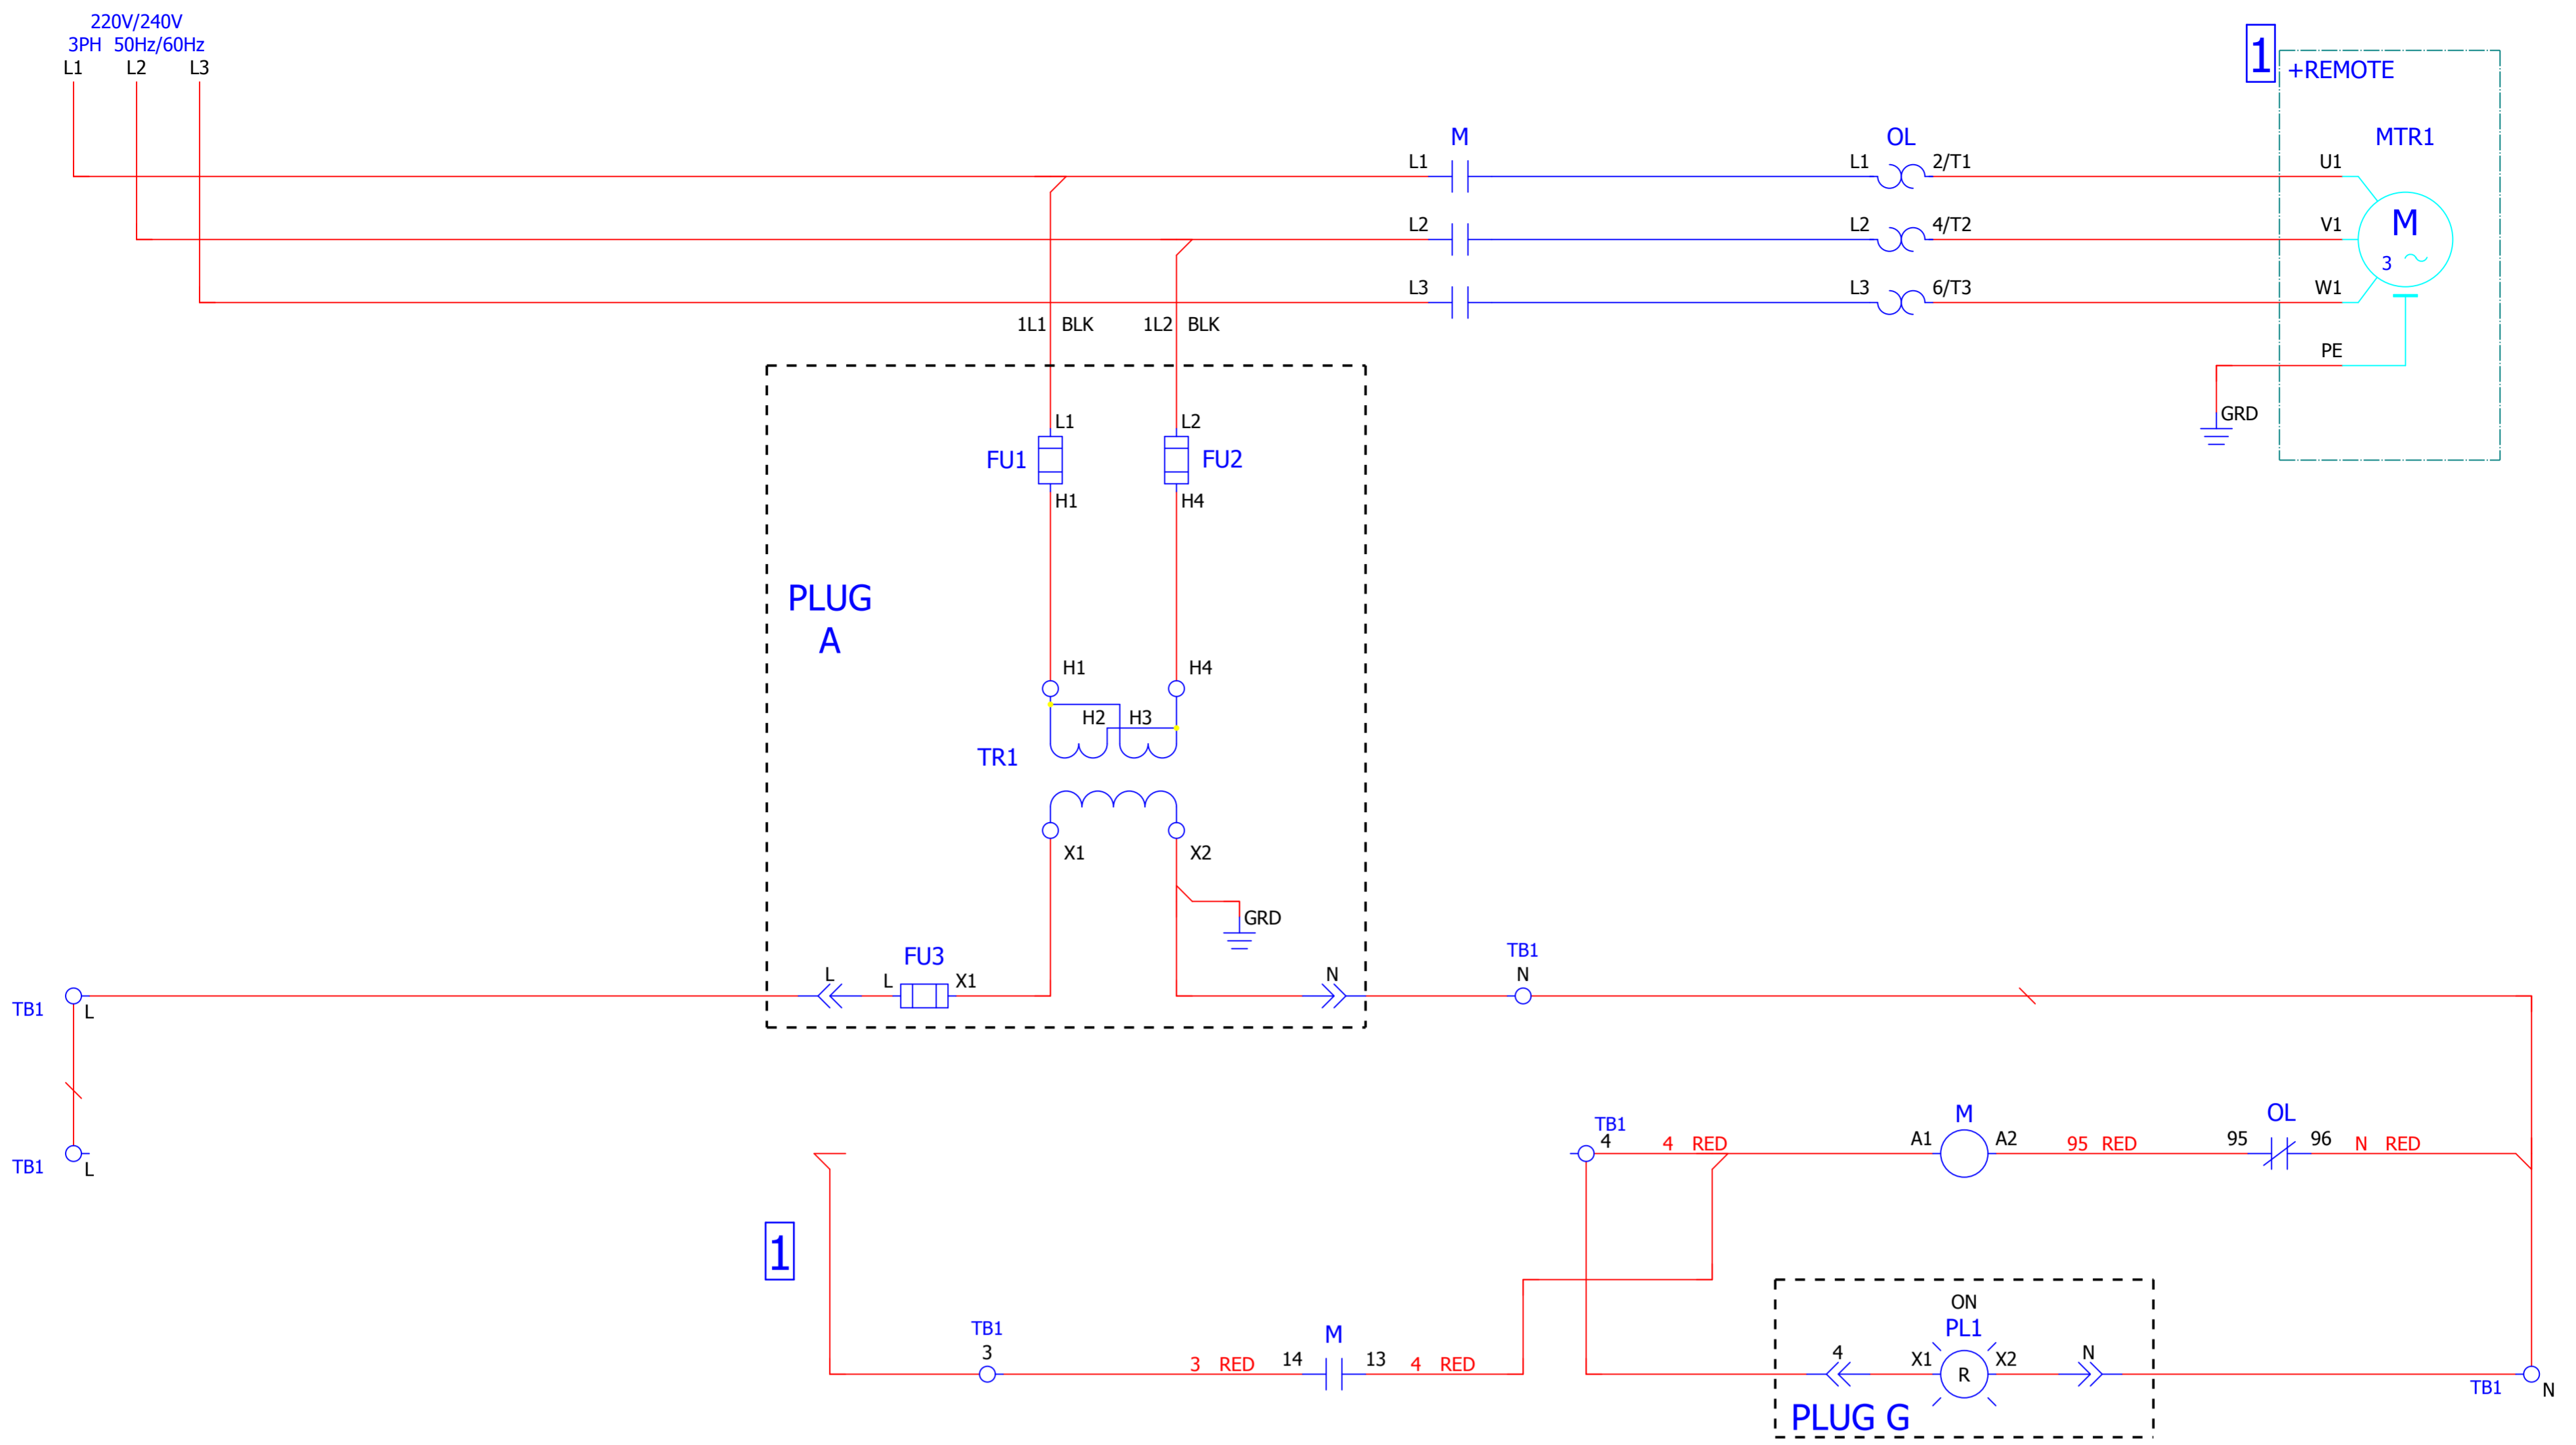 220V/240V
3PH 50Hz/60Hz
L1 L2 L3
1
+REMOTE
M OL MTR1
L1 L1 2/T1 U1
L2 L2 4/T2 V1
M
3
L3 L3 6/T3 W1
1L1 BLK 1L2 BLK
PE
GRD
L1 L2
FU1 FU2
H1 H4
PLUG
A
H1 H4
H2 H3
TR1
X1 X2
GRD
FU3 TB1
L L X1 N N
TB1 L
TB1 L
TB1
4 4 RED M A1 A2 95 RED OL 95 96 N RED
1
ON
TB1 M PL1
3 3 RED 14 13 4 RED 4 X1 R X2 N
TB1 N
PLUG G